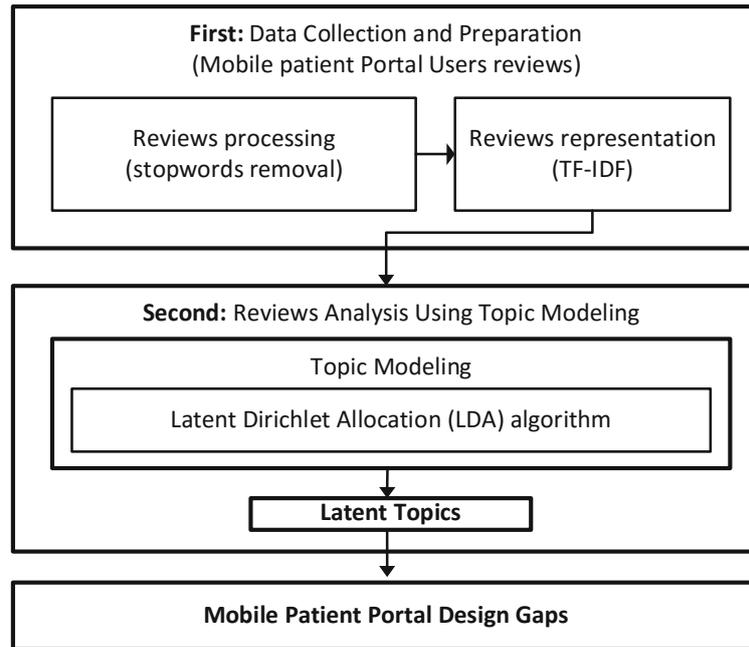 First: Data Collection and Preparation
(Mobile patient Portal Users reviews)
Reviews processing
(stopwords removal)
Reviews representation
(TF-IDF)
Second: Reviews Analysis Using Topic Modeling
Topic Modeling
Latent Dirichlet Allocation (LDA) algorithm
Latent Topics
Mobile Patient Portal Design Gaps